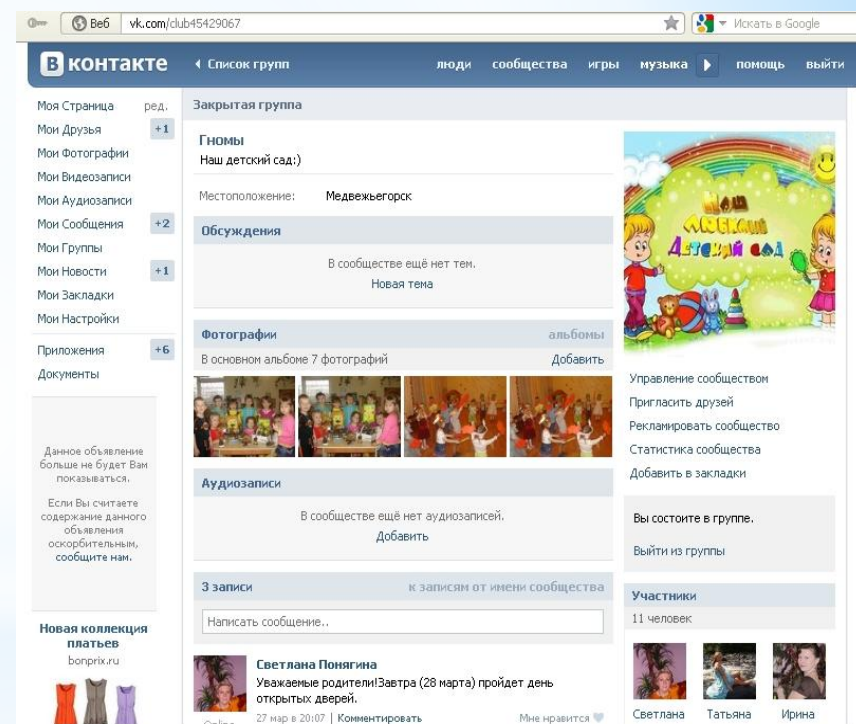 Веб vk.com/club45429067 Искать в Google
В контакте Список групп люди сообщества игры музыка помощь выйти
Моя Страница ред.
Мои Друзья +1
Мои Фотографии
Мои Видеозаписи
Мои Аудиозаписи
Мои Сообщения +2
Мои Группы
Мои Новости +1
Мои Закладки
Мои Настройки
Приложения +6
Документы
Данное объявление
больше не будет Вам
показываться.
Если Вы считаете
содержание данного
объявления
оскорбительным,
сообщите нам.
Новая коллекция
платьев
bonprix.ru
Закрытая группа
Гномы
Наш детский сад:)
Местоположение: Медвежьегорск
Обсуждения
В сообществе ещё нет тем.
Новая тема
Фотографии альбомы
В основном альбоме 7 фотографий Добавить
Аудиозаписи
В сообществе ещё нет аудиозаписей.
Добавить
3 записи к записям от имени сообщества
Написать сообщение..
Светлана Понягина
Уважаемые родители!Завтра (28 марта) пройдет день
открытых дверей.
27 мар в 20:07 | Комментировать Мне нравится
Online
Наш
любимый
Детский сад
Управление сообществом
Пригласить друзей
Рекламировать сообщество
Статистика сообщества
Добавить в закладки
Вы состоите в группе.
Выйти из группы
Участники
11 человек
Светлана Татьяна Ирина